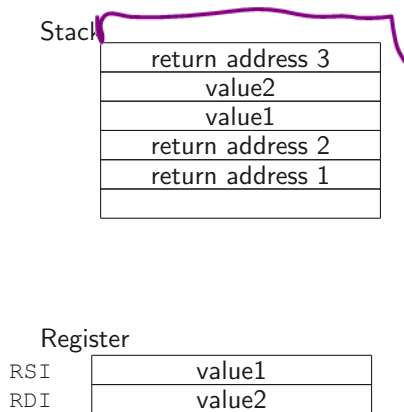 Stack
return address 3
value2
value1
return address 2
return address 1
Register
RSI value1
RDI value2